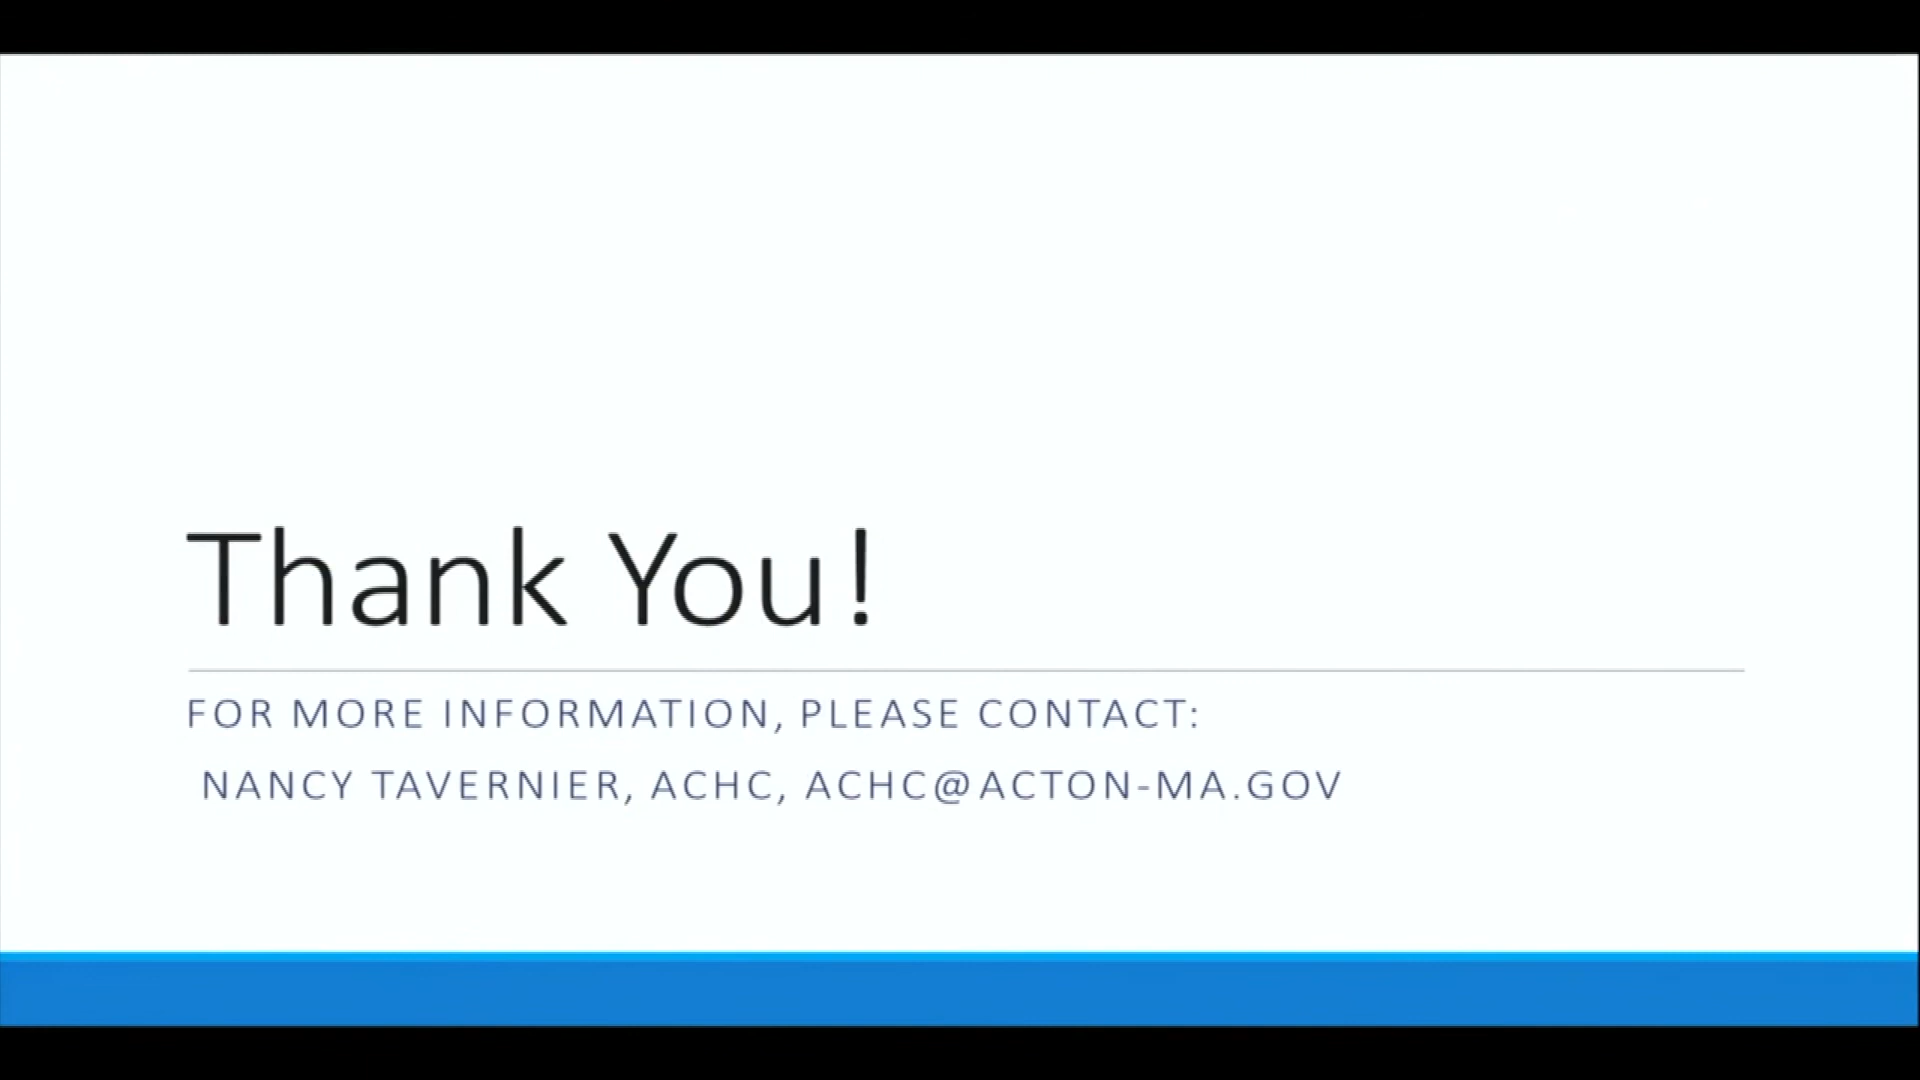 Thank You!
FOR MORE INFORMATION, PLEASE CONTACT:
NANCY TAVERNIER, ACHC, ACHC@ACTON-MA.GOV